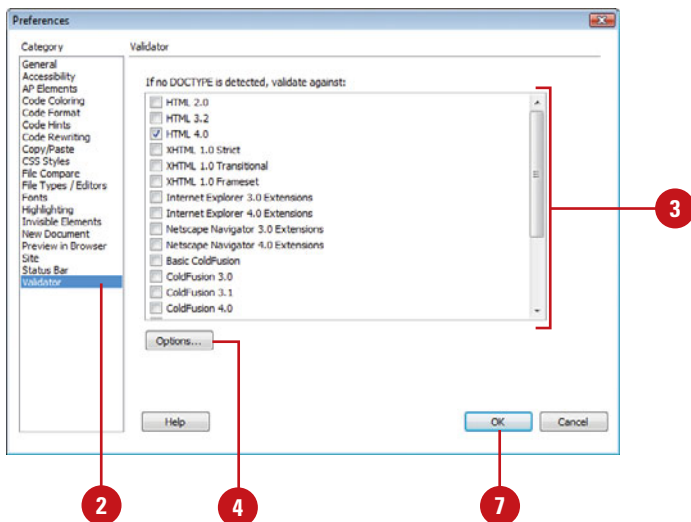 Preferences
Category
General
Accessibility
AP Elements
Code Coloring
Code Format
Code Hints
Code Rewriting
Copy/Paste
CSS Styles
File Compare
File Types / Editors
Fonts
Highlighting
Invisible Elements
New Document
Preview in Browser
Site
Status Bar
Validator
Validator
If no DOCTYPE is detected, validate against:
HTML 2.0
HTML 3.2
HTML 4.0
XHTML 1.0 Strict
XHTML 1.0 Transitional
XHTML 1.0 Frameset
Internet Explorer 3.0 Extensions
Internet Explorer 4.0 Extensions
Netscape Navigator 3.0 Extensions
Netscape Navigator 4.0 Extensions
Basic ColdFusion
ColdFusion 3.0
ColdFusion 3.1
ColdFusion 4.0
3
Options...
Help
OK
Cancel
2
4
7